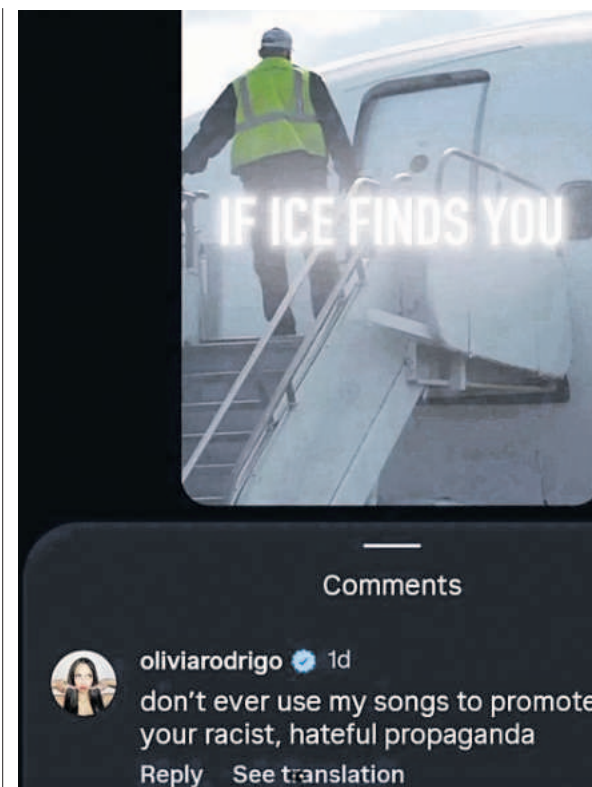 IF ICE FINDS YOU
Comments
oliviarodrigo 1d
don't ever use my songs to promote
your racist, hateful propaganda
Reply See translation